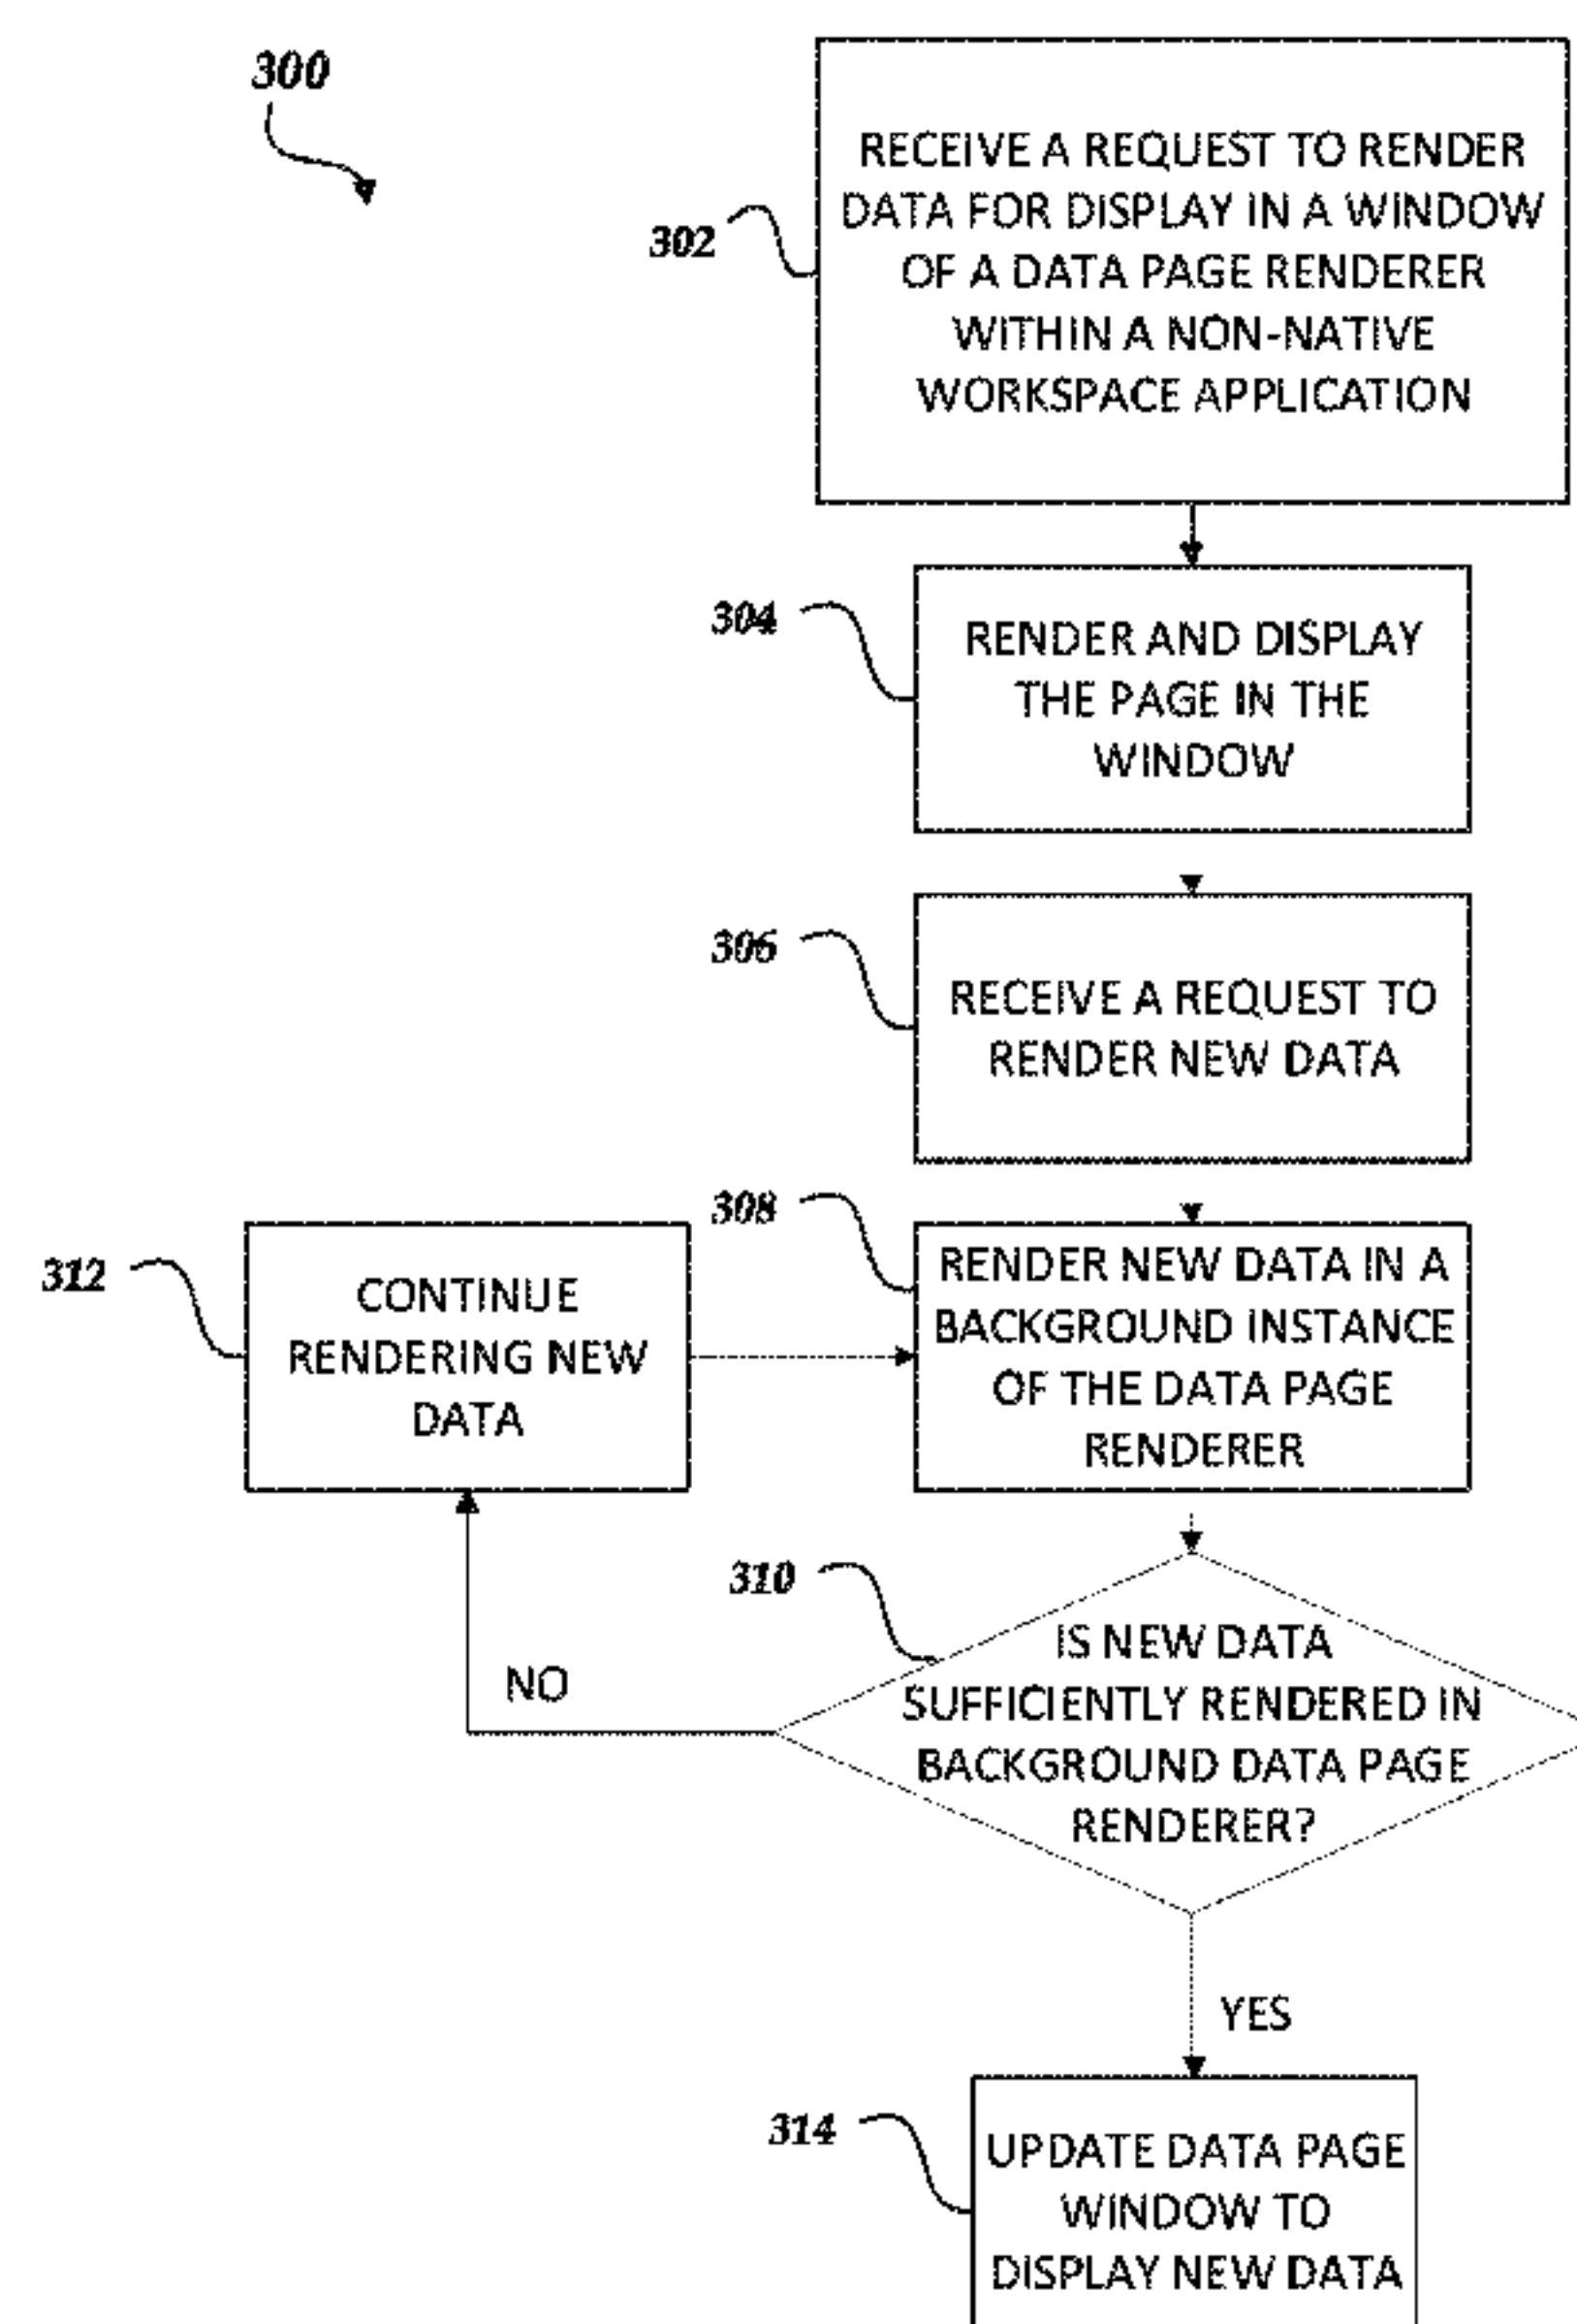 300
302
RECEIVE A REQUEST TO RENDER
DATA FOR DISPLAY IN A WINDOW
OF A DATA PAGE RENDERER
WITHIN A NON-NATIVE
WORKSPACE APPLICATION
304
RENDER AND DISPLAY
THE PAGE IN THE
WINDOW
306
RECEIVE A REQUEST TO
RENDER NEW DATA
308
RENDER NEW DATA IN A
BACKGROUND INSTANCE
OF THE DATA PAGE
RENDERER
312
CONTINUE
RENDERING NEW
DATA
310
IS NEW DATA
SUFFICIENTLY RENDERED IN
BACKGROUND DATA PAGE
RENDERER?
NO
YES
314
UPDATE DATA PAGE
WINDOW TO
DISPLAY NEW DATA